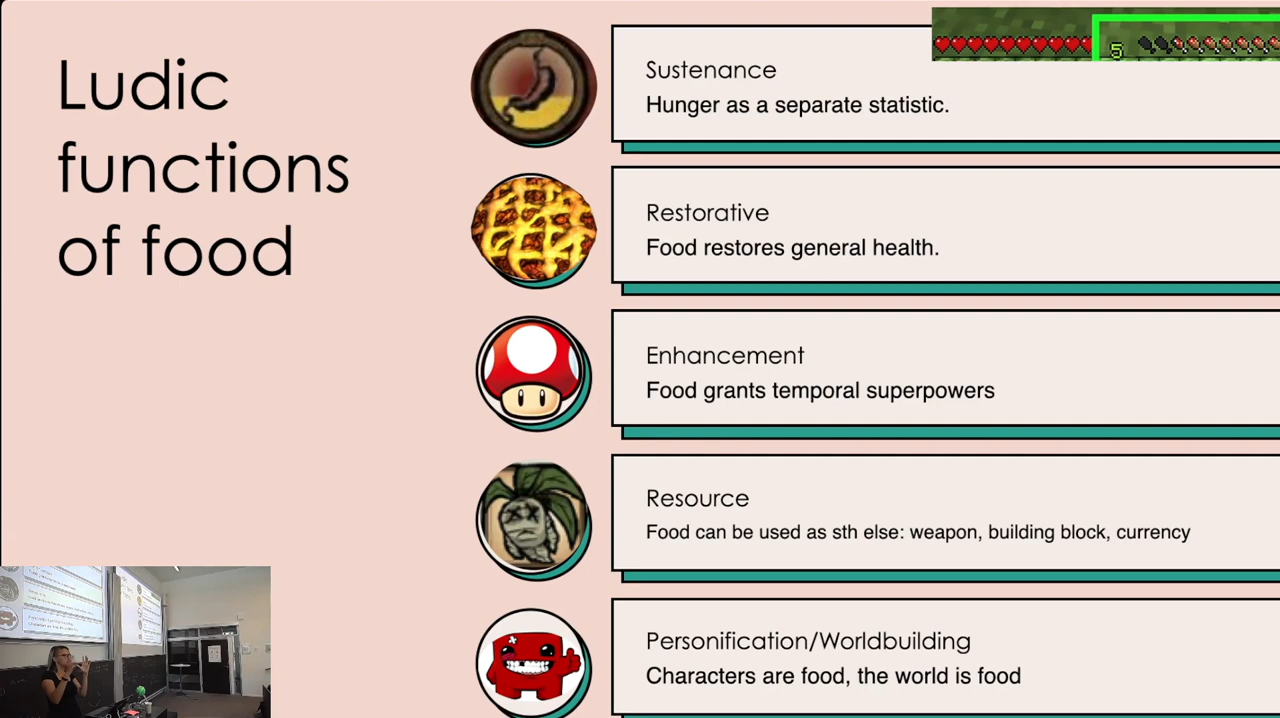 Ludic
functions
of food
5
Sustenance
Hunger as a separate statistic.
Restorative
Food restores general health.
Enhancement
Food grants temporal superpowers
Resource
Food can be used as sth else: weapon, building block, currency
Personification/Worldbuilding
Characters are food, the world is food